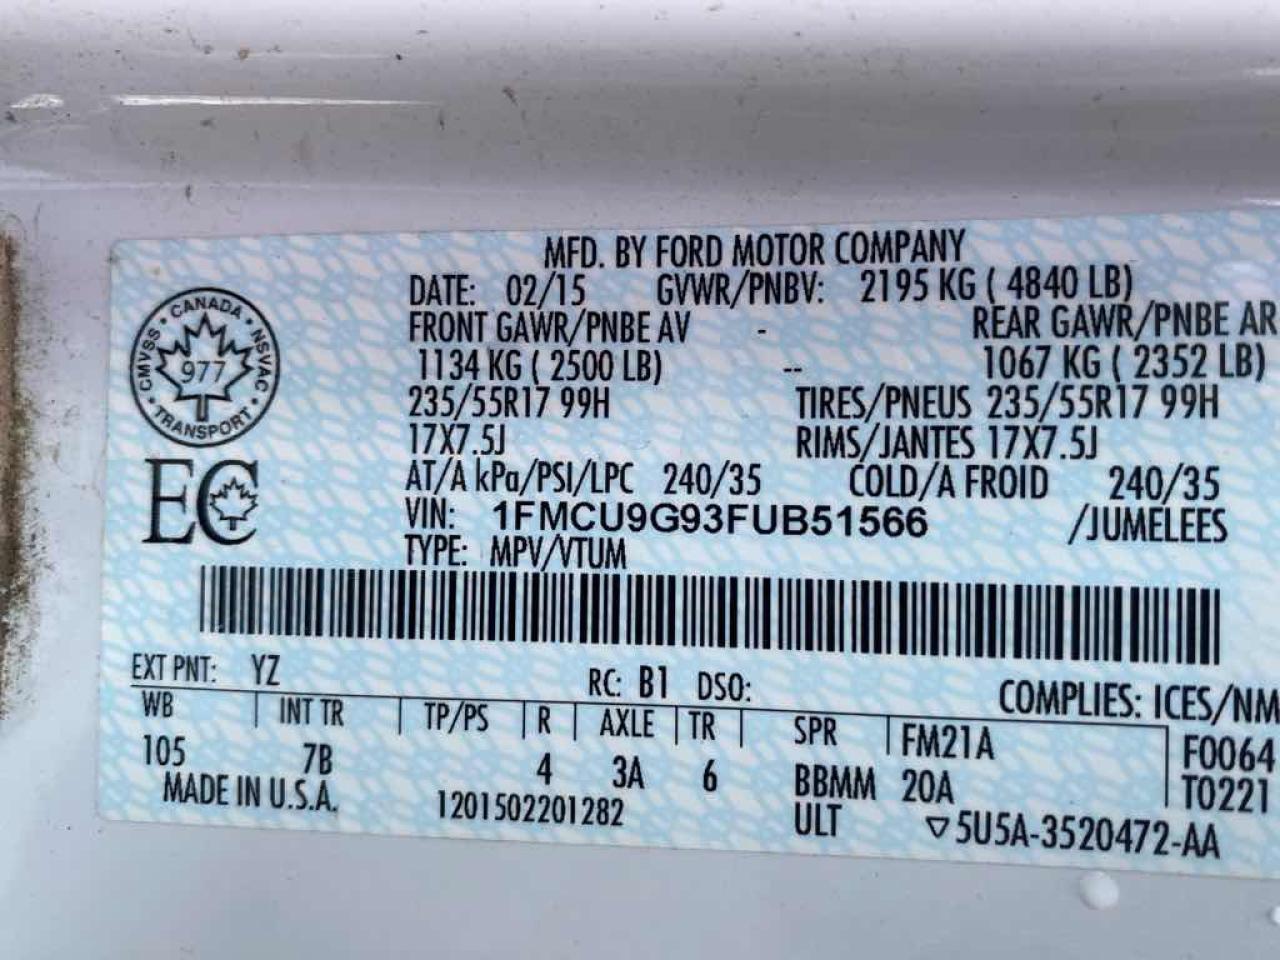 MFD. BY FORD MOTOR COMPANY
DATE: 02/15 GVWR/PNBV: 2195 KG ( 4840 LB)
FRONT GAWR/PNBE AV - REAR GAWR/PNBE AR
1134 KG ( 2500 LB) -- 1067 KG ( 2352 LB)
235/55R17 99H TIRES/PNEUS 235/55R17 99H
17X7.5J RIMS/JANTES 17X7.5J
AT/A kPa/PSI/LPC 240/35 COLD/A FROID 240/35
VIN: 1FMCU9G93FUB51566 /JUMELEES
TYPE: MPV/VTUM
CANADA • NSVAC • TRANSPORT • CMVSS •
977
EC
EXT PNT: YZ RC: B1 DSO:
COMPLIES: ICES/NM
WB INT TR TP/PS R AXLE TR SPR FM21A F0064
105 7B 4 3A 6 BBMM 20A T0221
MADE IN U.S.A. 1201502201282 ULT ▽5U5A-3520472-AA